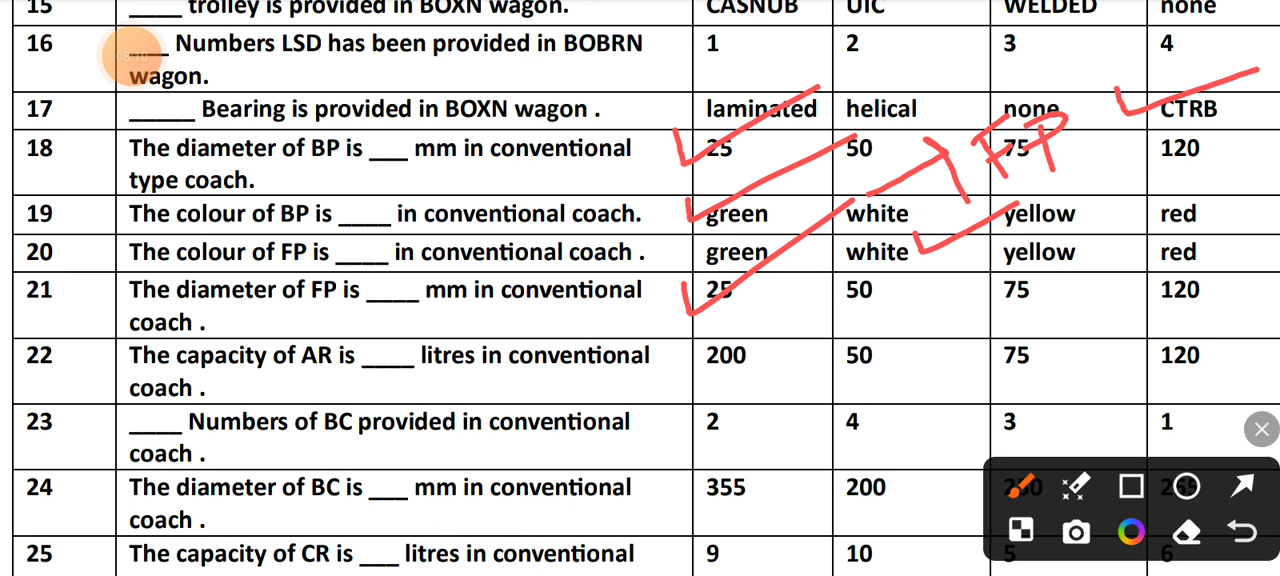 15 ____ trolley is provided in BOXN wagon. CASNUB UIC WELDED none
16 ___ Numbers LSD has been provided in BOBRN 1 2 3 4
wagon.
17 _____ Bearing is provided in BOXN wagon . laminated helical none CTRB
18 The diameter of BP is ___ mm in conventional 25 50 75 120
type coach.
19 The colour of BP is ____ in conventional coach. green white yellow red
20 The colour of FP is ____ in conventional coach . green white yellow red
21 The diameter of FP is ____ mm in conventional 25 50 75 120
coach .
22 The capacity of AR is ____ litres in conventional 200 50 75 120
coach .
23 ____ Numbers of BC provided in conventional 2 4 3 1
coach .
24 The diameter of BC is ___ mm in conventional 355 200
coach .
25 The capacity of CR is ___ litres in conventional 9 10 5 6
FP